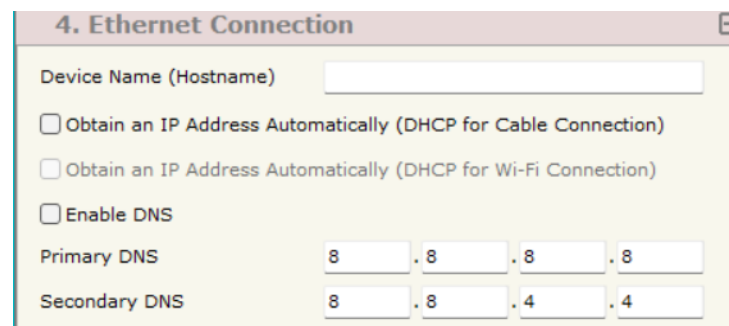 4. Ethernet Connection
Device Name (Hostname)
Obtain an IP Address Automatically (DHCP for Cable Connection)
Obtain an IP Address Automatically (DHCP for Wi-Fi Connection)
Enable DNS
Primary DNS 8 . 8 . 8 . 8
Secondary DNS 8 . 8 . 4 . 4